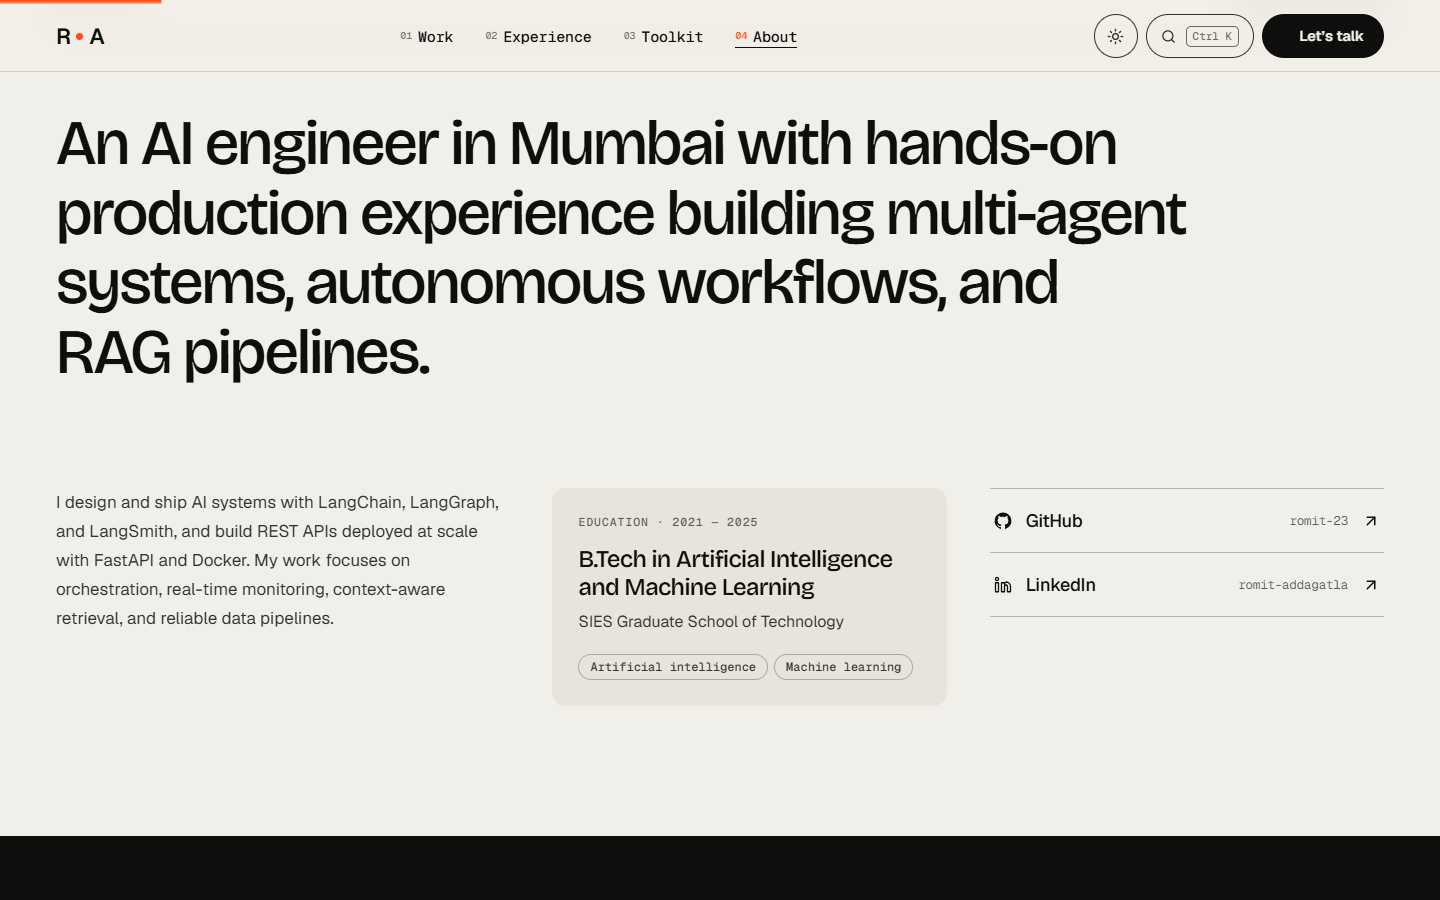 R • A
01 Work
02 Experience
03 Toolkit
04 About
Ctrl K
Let's talk
An AI engineer in Mumbai with hands-on
production experience building multi-agent
systems, autonomous workflows, and
RAG pipelines.
I design and ship AI systems with LangChain, LangGraph,
and LangSmith, and build REST APIs deployed at scale
with FastAPI and Docker. My work focuses on
orchestration, real-time monitoring, context-aware
retrieval, and reliable data pipelines.
EDUCATION · 2021 — 2025
B.Tech in Artificial Intelligence
and Machine Learning
SIES Graduate School of Technology
Artificial intelligence
Machine learning
GitHub romit-23
LinkedIn romit-addagatla